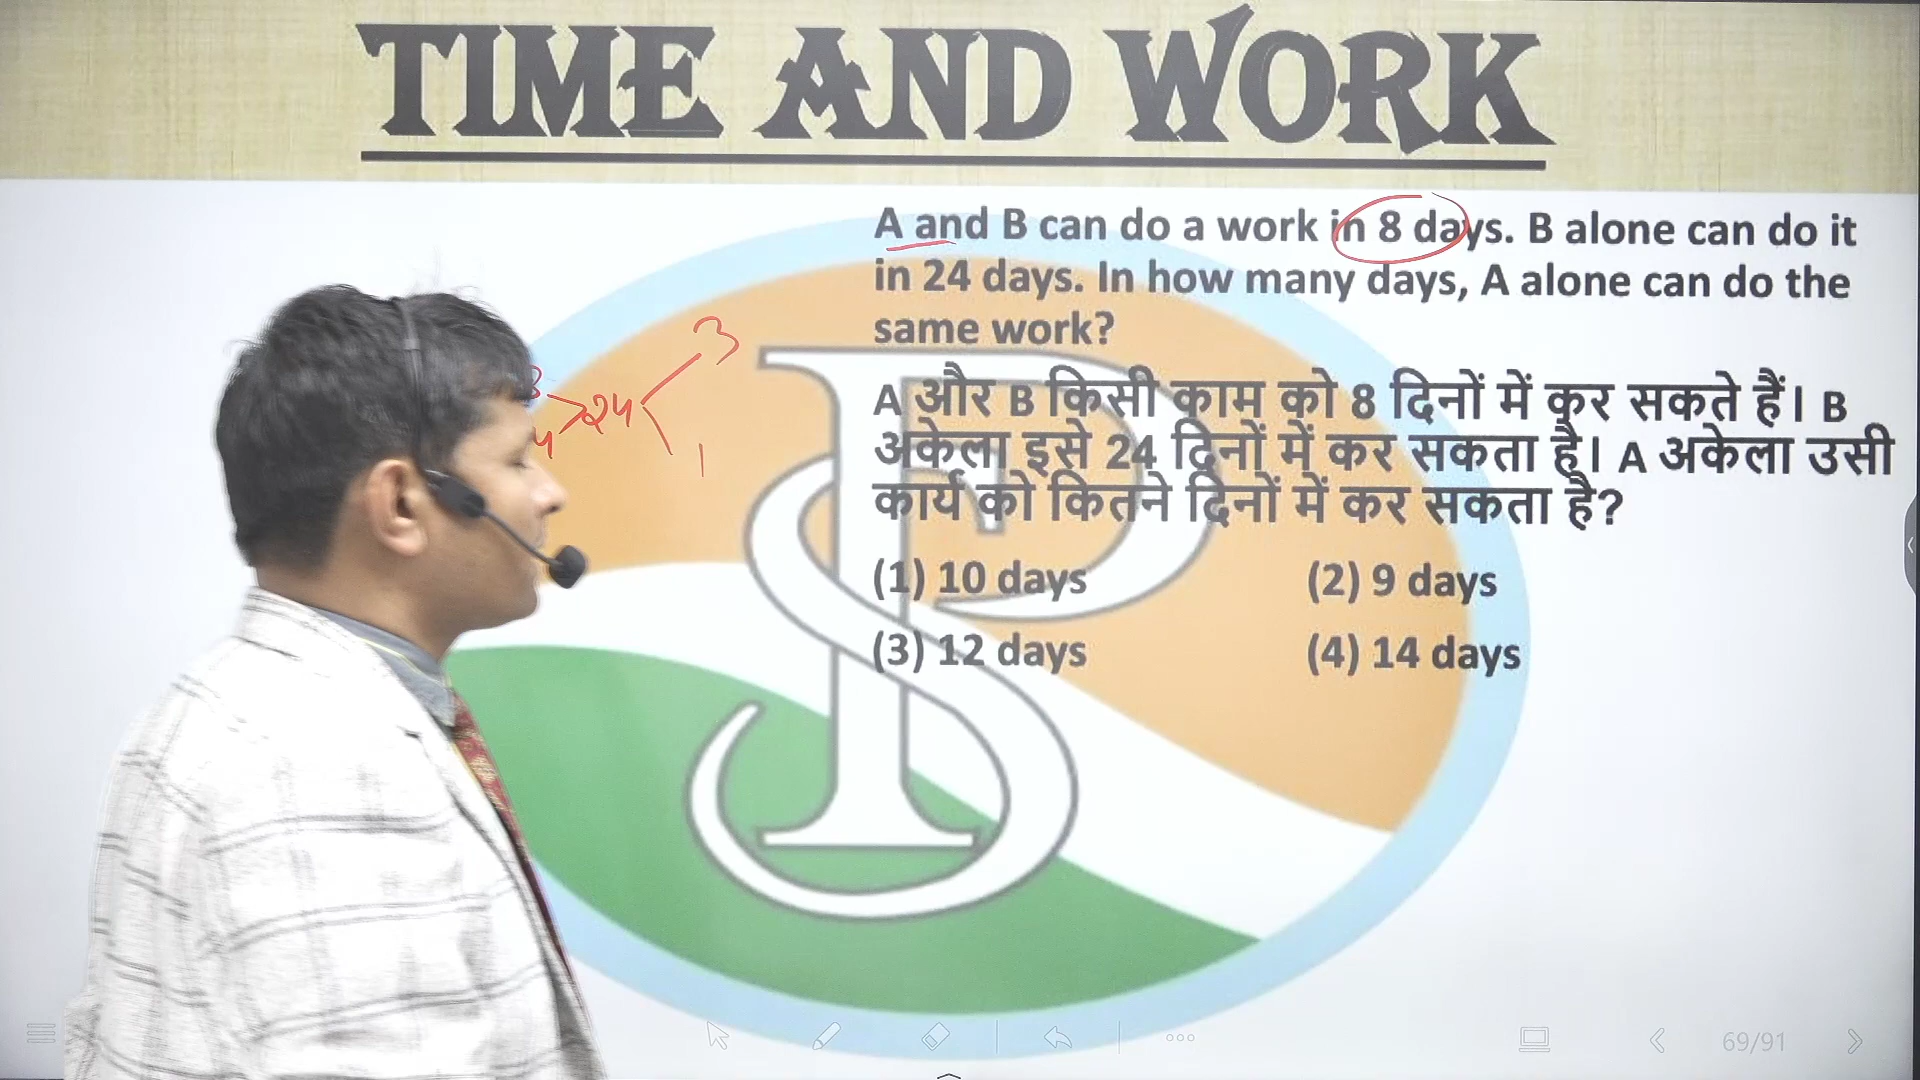 TIME AND WORK
A and B can do a work in 8 days. B alone can do it
in 24 days. In how many days, A alone can do the
same work?
A और B किसी काम को 8 दिनों में कर सकते हैं। B
अकेला इसे 24 दिनों में कर सकता है। A अकेला उसी
कार्य को कितने दिनों में कर सकता है?
(1) 10 days (2) 9 days
(3) 12 days (4) 14 days
3
24
1
69/91